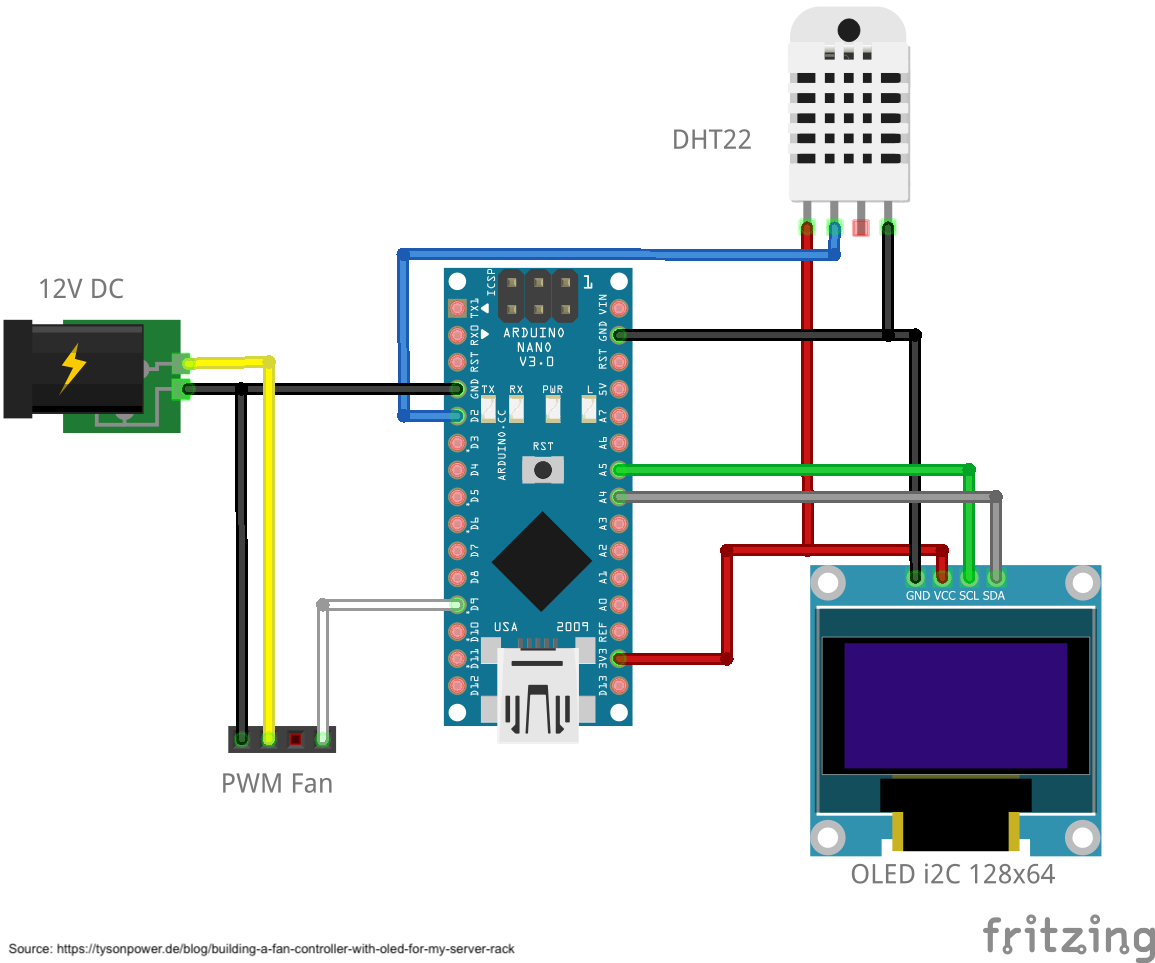 DHT22
12V DC
ICSP
1
TX1
RX0
RST
GND
D2
D3
D4
D5
D6
D7
D8
D9
D10
D11
D12
ARDUINO
NANO
V3.0
TX RX PWR L
ARDUINO.CC
RST
USA 2009
VIN
GND
RST
5V
A7
A6
A5
A4
A3
A2
A1
A0
REF
3V3
D13
GND VCC SCL SDA
PWM Fan
OLED i2C 128x64
fritzing
Source: https://tysonpower.de/blog/building-a-fan-controller-with-oled-for-my-server-rack